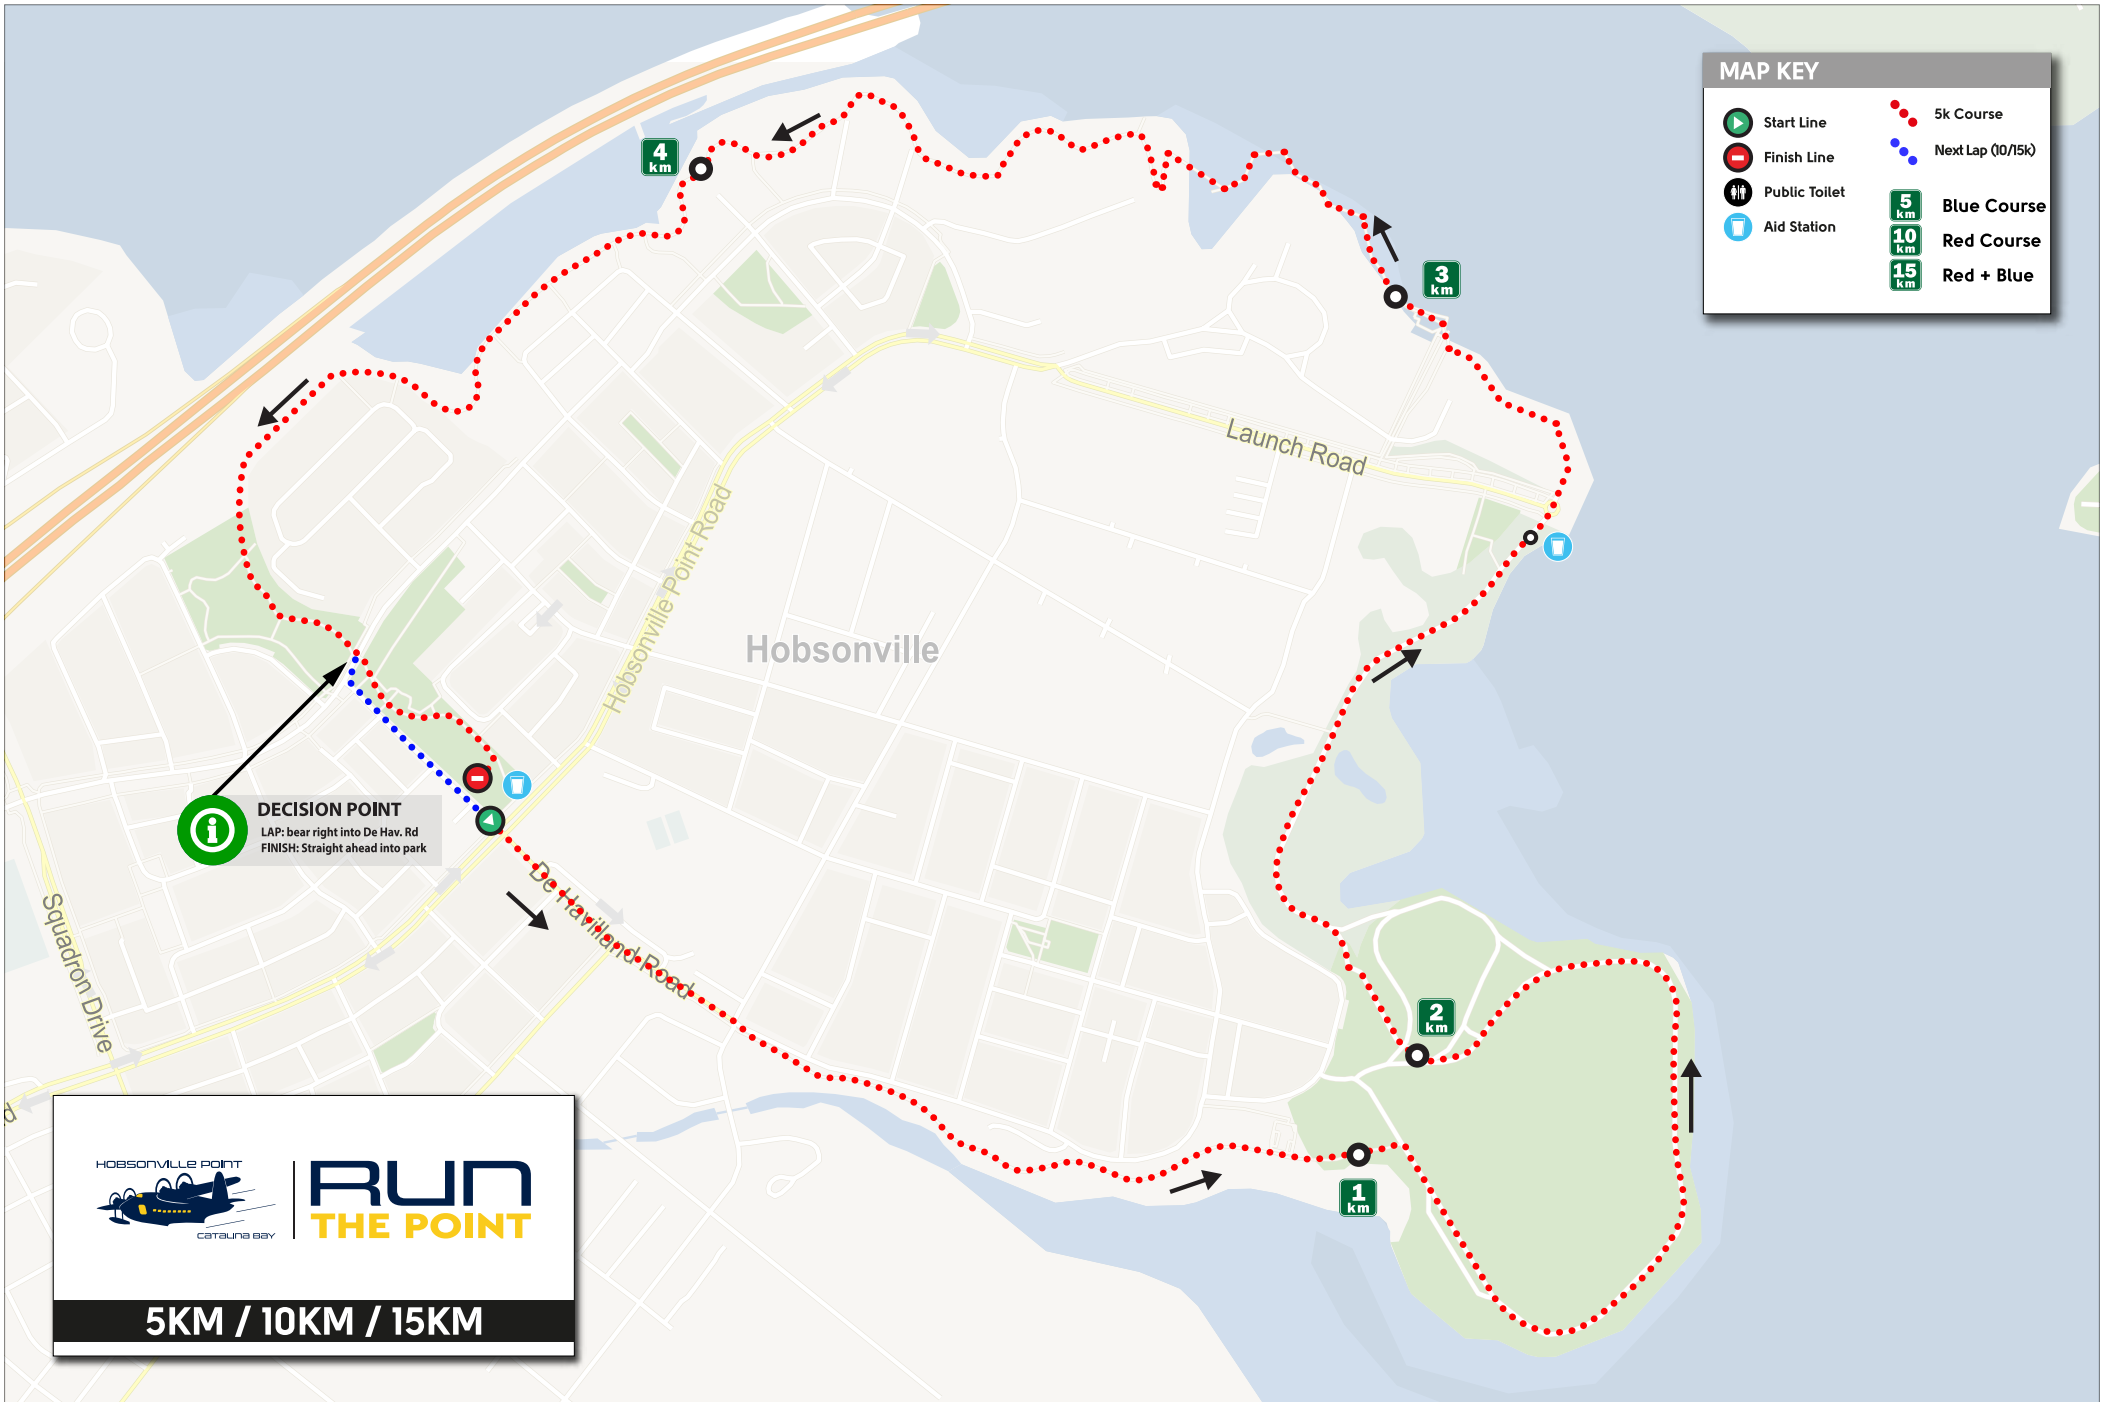 MAP KEY
Start Line
Finish Line
Public Toilet
Aid Station
5k Course
Next Lap (10/15k)
5 km Blue Course
10 km Red Course
15 km Red + Blue
4 km
3 km
Launch Road
Hobsonville Point Road
Hobsonville
DECISION POINT
LAP: bear right into De Hav. Rd
FINISH: Straight ahead into park
De Havilland Road
Squadron Drive
2 km
1 km
d
HOBSONVILLE POINT
CATALINA BAY
RUN
THE POINT
5KM / 10KM / 15KM